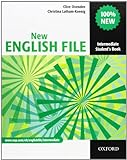 Clive Oxenden
Christina Latham-Koenig
100%
NEW
New
ENGLISH FILE
Intermediate
Student's Book
OXFORD